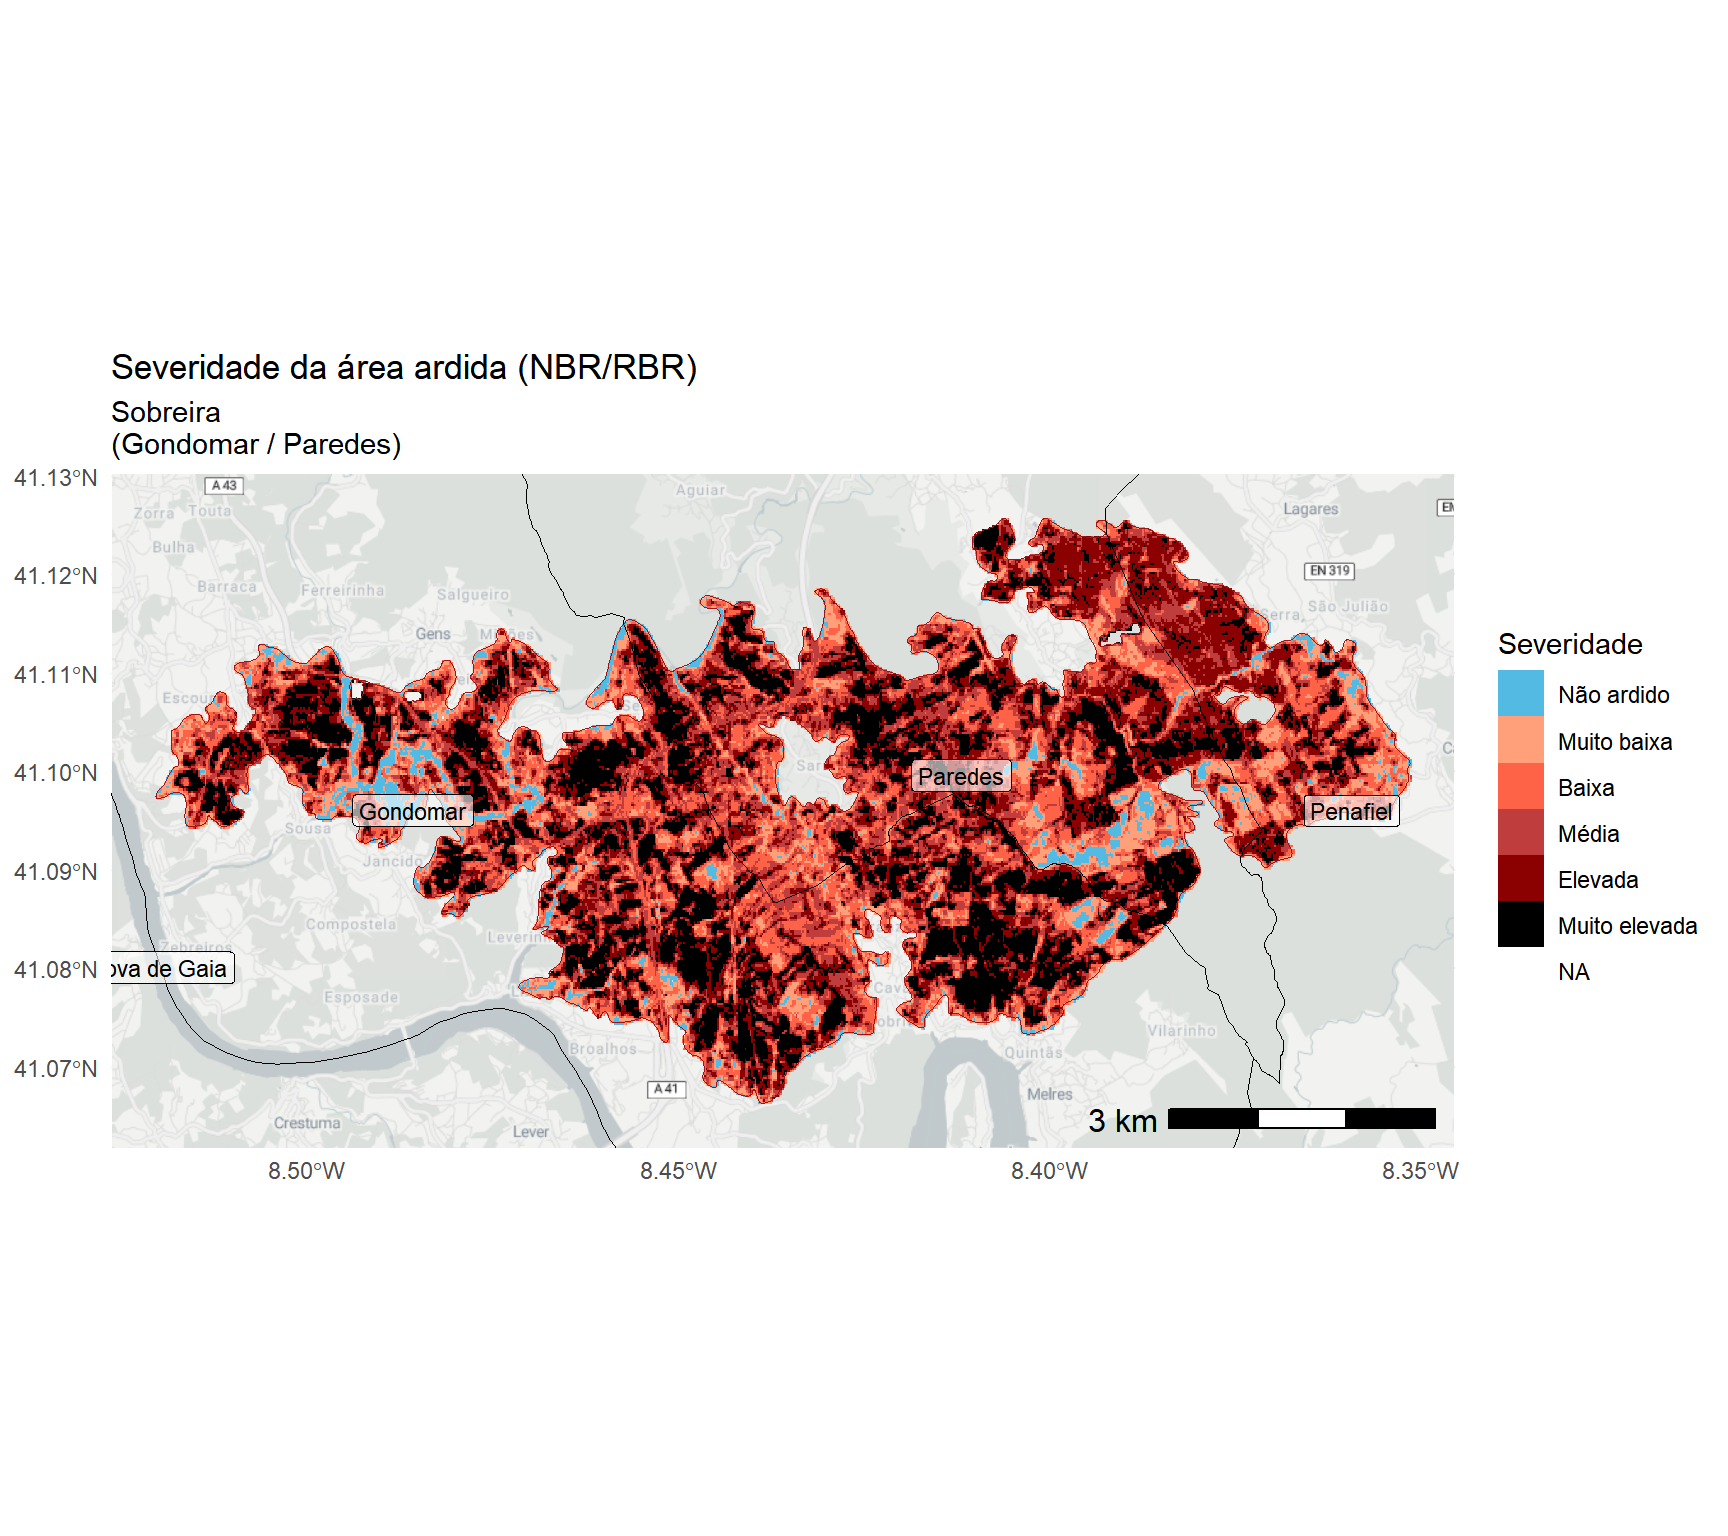 Severidade da área ardida (NBR/RBR)
Sobreira
(Gondomar / Paredes)
41.13°N
41.12°N
41.11°N
41.10°N
41.09°N
41.08°N
41.07°N
A 43
Aguiar
Lagares
Zorra
Touta
Bulha
EN 319
Barraca
Ferreirinha
Salgueiro
São Julião
Serra,
Gens
Paredes
Gondomar
Penafiel
Sousa
Jancido
Compostela
Zebreiros
ova de Gaia
Esposade
Vilarinho
Broalhos
Quintãs
A 41
Melres
Crestuma
Lever
3 km
8.50°W
8.45°W
8.40°W
8.35°W
Severidade
Não ardido
Muito baixa
Baixa
Média
Elevada
Muito elevada
NA